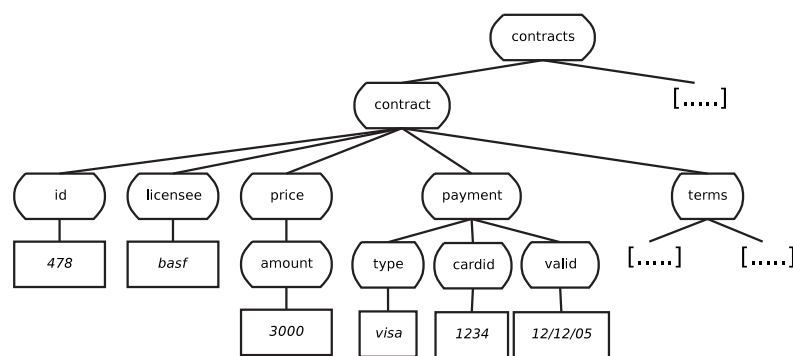 contracts
contract
[.....]
id
licensee
price
payment
terms
478
basf
amount
type
cardid
valid
[.....]
[.....]
3000
visa
1234
12/12/05